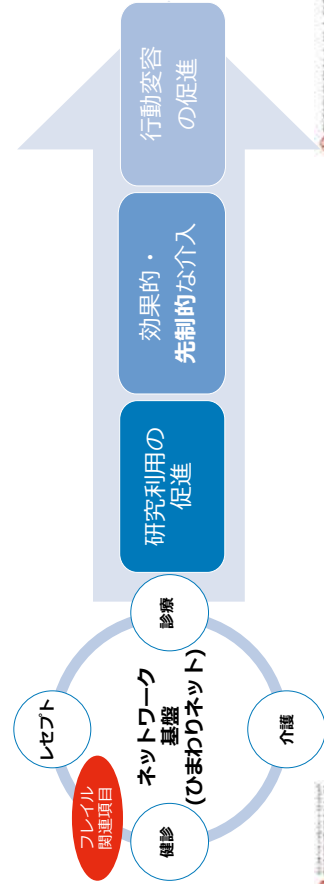 フレイル
関連項目
レセプト
健診
ネットワーク
基盤
(ひまわりネット)
診療
介護
研究利用の
促進
効果的・
先制的な介入
行動変容
の促進